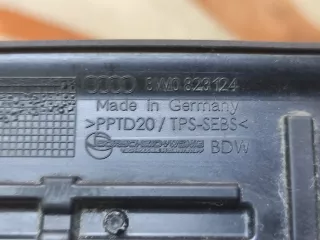 8W0 823 124
Made In Germany
>PPTD20 / TPS-SEBS<
BDW